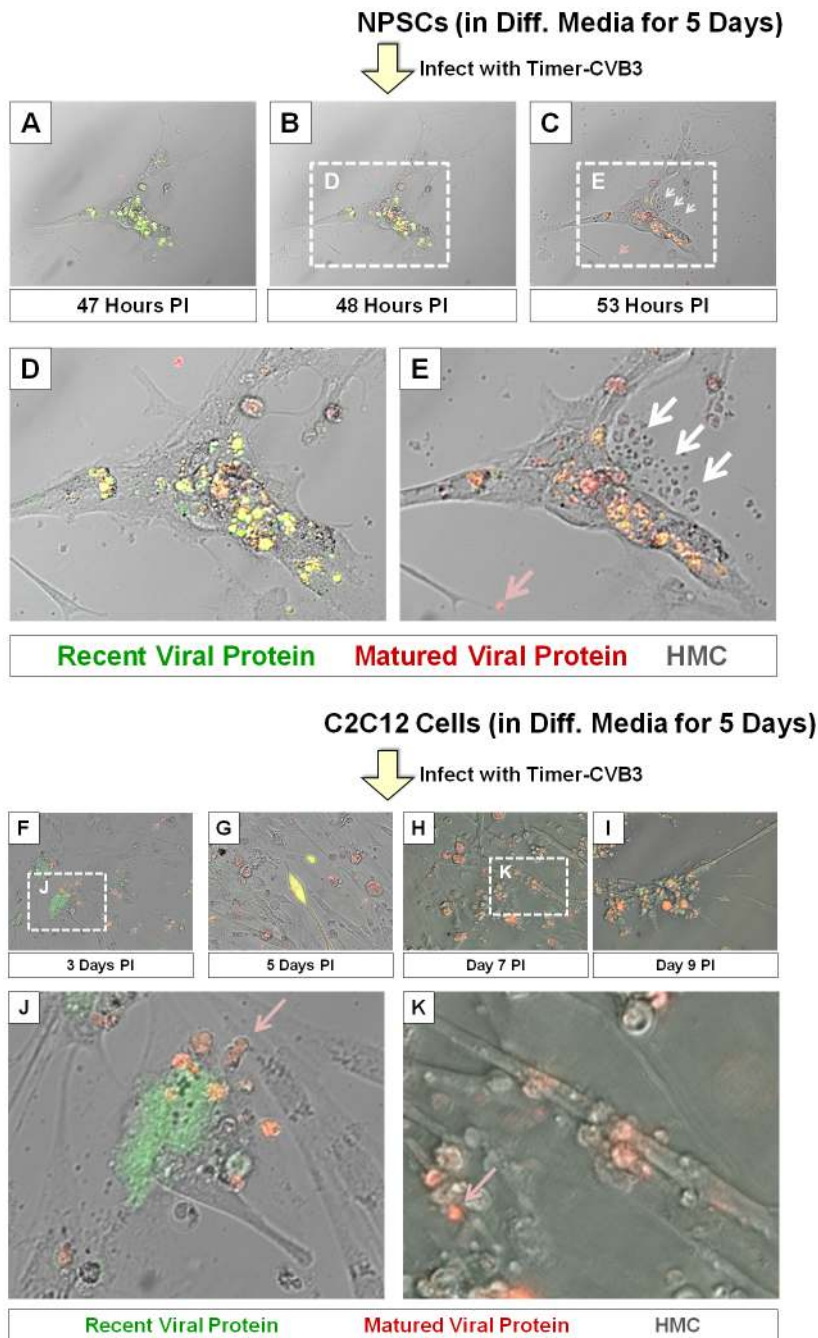 NPSCs (in Diff. Media for 5 Days)
Infect with Timer-CVB3
A
B
C
D
E
47 Hours PI
48 Hours PI
53 Hours PI
D
E
Recent Viral Protein Matured Viral Protein HMC
C2C12 Cells (in Diff. Media for 5 Days)
Infect with Timer-CVB3
F
G
H
I
J
K
3 Days PI
5 Days PI
Day 7 PI
Day 9 PI
J
K
Recent Viral Protein Matured Viral Protein HMC